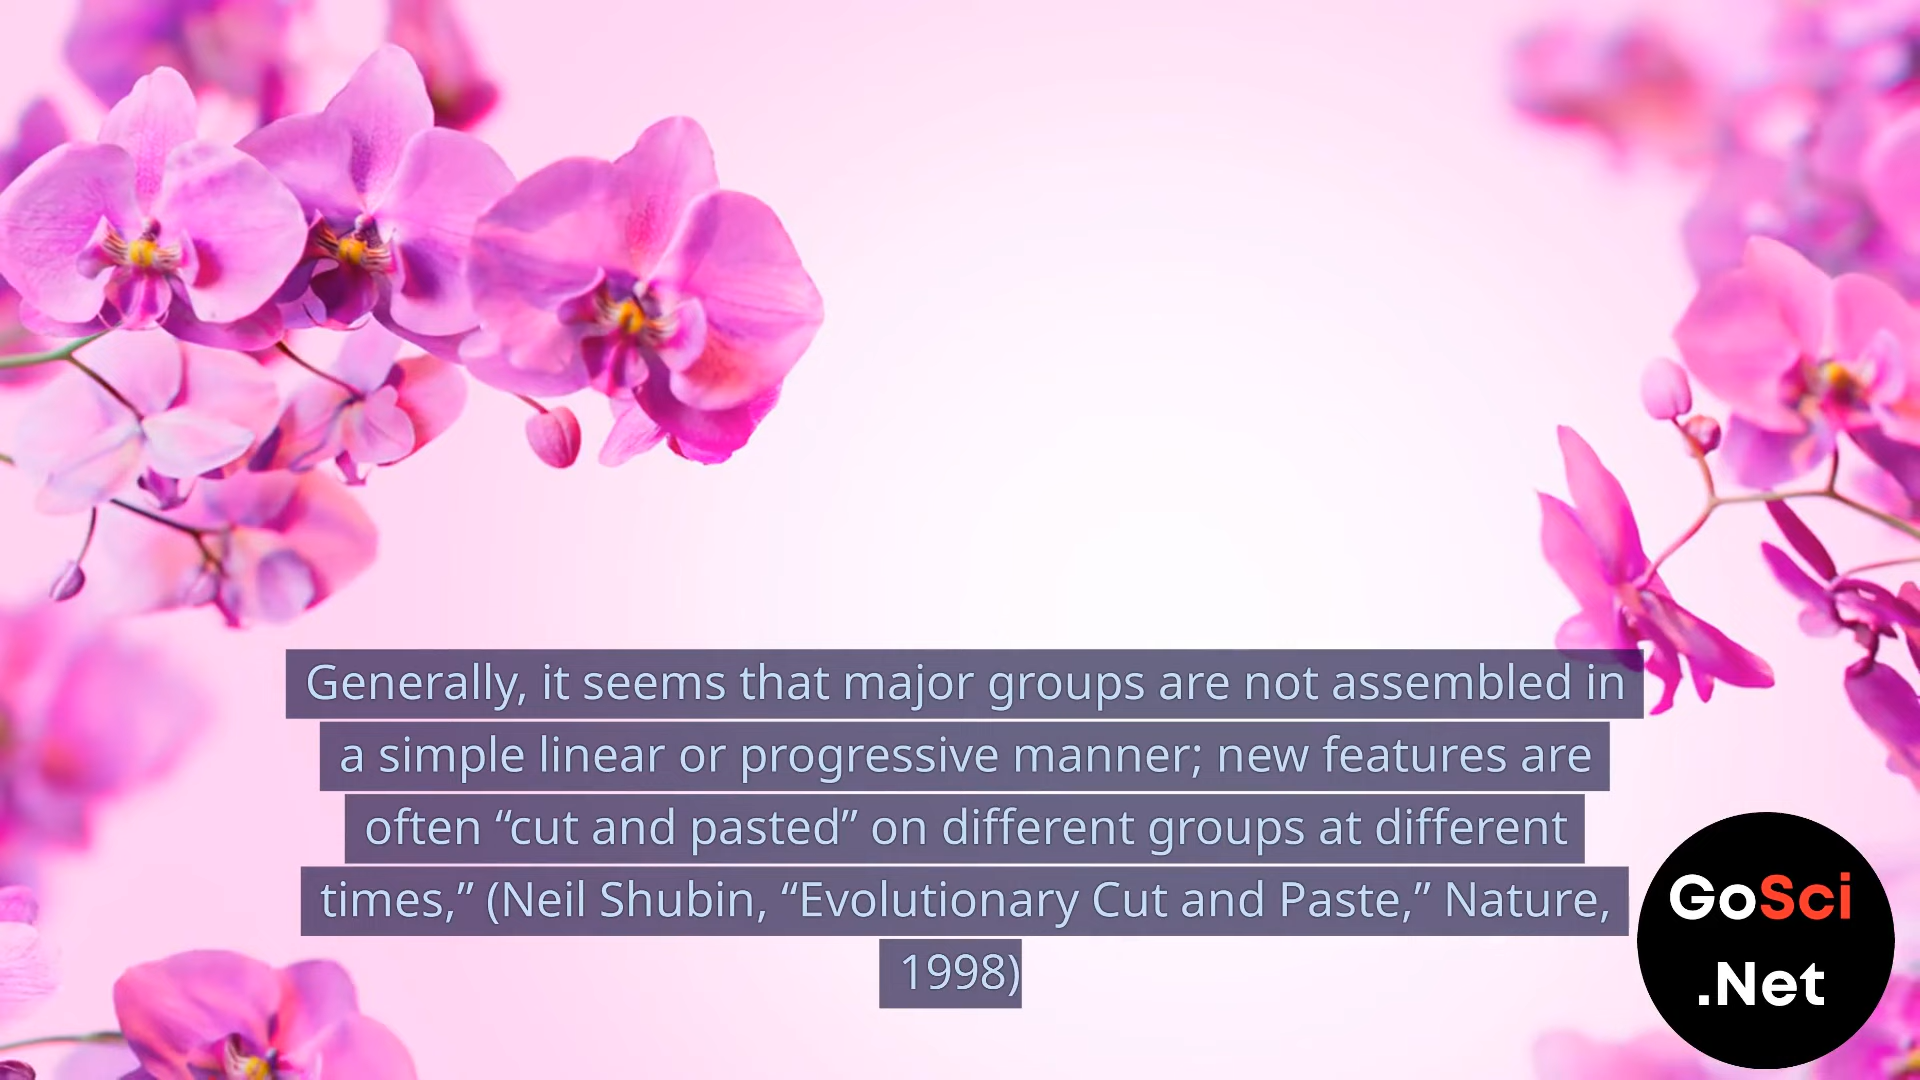 Generally, it seems that major groups are not assembled in
a simple linear or progressive manner; new features are
often “cut and pasted” on different groups at different
times,” (Neil Shubin, “Evolutionary Cut and Paste,” Nature,
1998)
GoSci
.Net